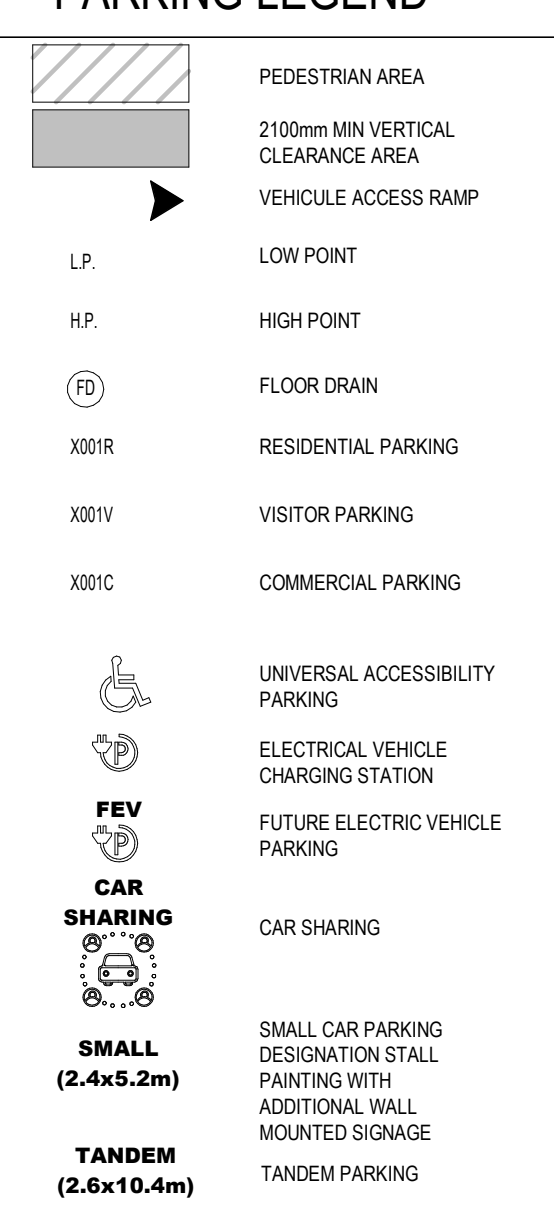 PARKING LEGEND
PEDESTRIAN AREA
2100mm MIN VERTICAL
CLEARANCE AREA
VEHICULE ACCESS RAMP
L.P.
LOW POINT
H.P.
HIGH POINT
FD
FLOOR DRAIN
X001R
RESIDENTIAL PARKING
X001V
VISITOR PARKING
X001C
COMMERCIAL PARKING
UNIVERSAL ACCESSIBILITY
PARKING
P
ELECTRICAL VEHICLE
CHARGING STATION
FEV
P
FUTURE ELECTRIC VEHICLE
PARKING
CAR
SHARING
CAR SHARING
SMALL
(2.4x5.2m)
SMALL CAR PARKING
DESIGNATION STALL
PAINTING WITH
ADDITIONAL WALL
MOUNTED SIGNAGE
TANDEM
(2.6x10.4m)
TANDEM PARKING